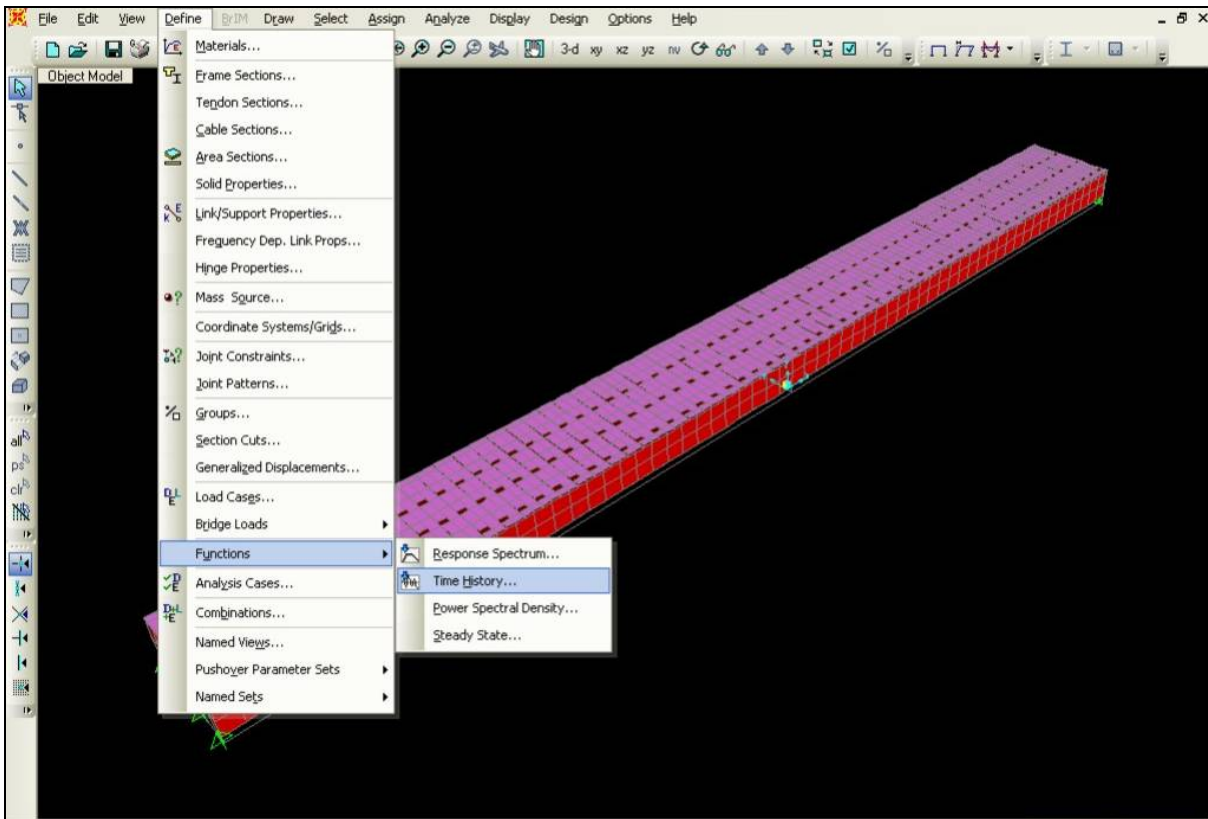 File Edit View Define BrIM Draw Select Assign Analyze Display Design Options Help
3-d xy xz yz nv
Object Model
Materials...
Frame Sections...
Tendon Sections...
Cable Sections...
Area Sections...
Solid Properties...
Link/Support Properties...
Frequency Dep. Link Props...
Hinge Properties...
Mass Source...
Coordinate Systems/Grids...
Joint Constraints...
Joint Patterns...
Groups...
Section Cuts...
Generalized Displacements...
Load Cases...
Bridge Loads
Functions
Analysis Cases...
Combinations...
Named Views...
Pushover Parameter Sets
Named Sets
Response Spectrum...
Time History...
Power Spectral Density...
Steady State...
all
ps
clr